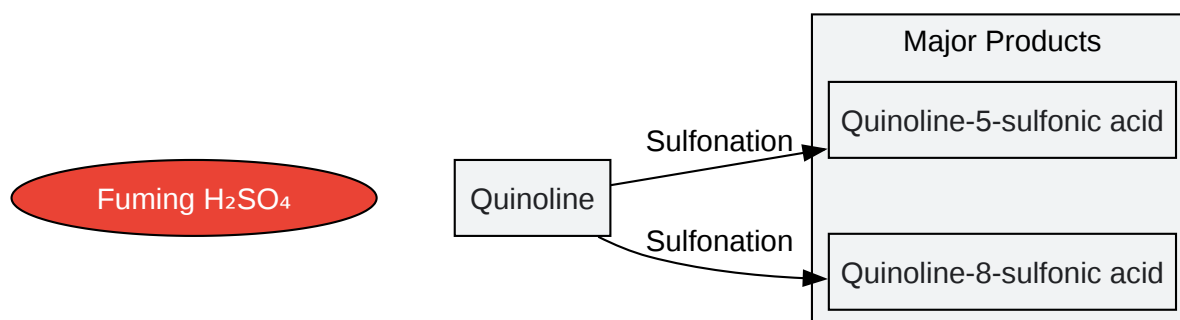 Major Products
Quinoline-5-sulfonic acid
Sulfonation
Fuming H₂SO₄
Quinoline
Sulfonation
Quinoline-8-sulfonic acid